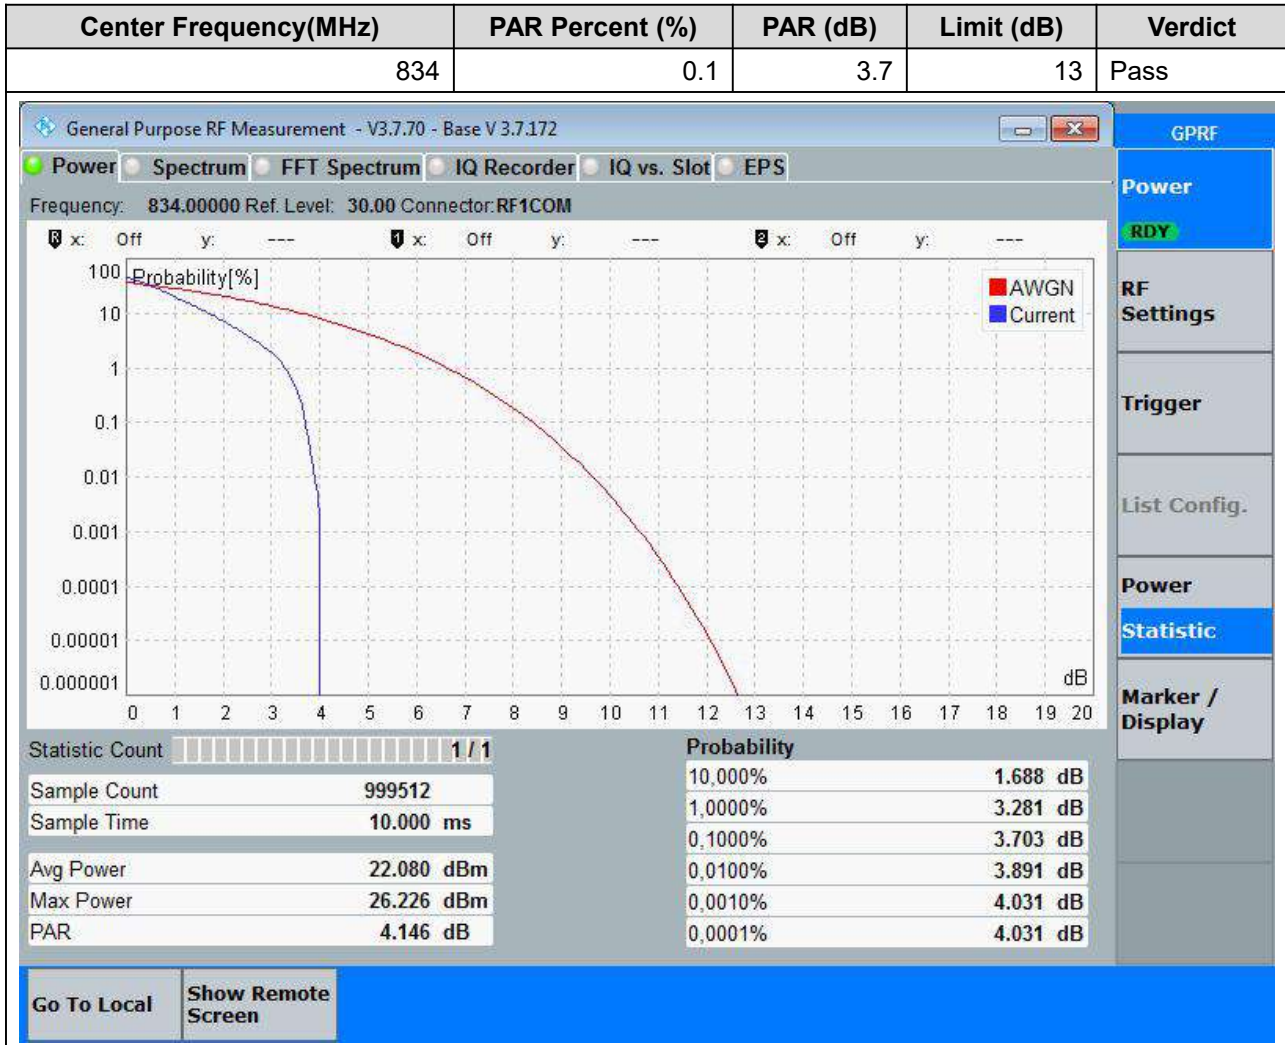 Center Frequency(MHz) PAR Percent (%) PAR (dB) Limit (dB) Verdict
834 0.1 3.7 13 Pass
General Purpose RF Measurement - V3.7.70 - Base V 3.7.172
GPRF
Power Spectrum FFT Spectrum IQ Recorder IQ vs. Slot EPS
Frequency: 834.00000 Ref. Level: 30.00 Connector: RF1COM
R x: Off y: --- 1 x: Off y: --- 2 x: Off y: ---
Probability[%]
AWGN
Current
100
10
1
0.1
0.01
0.001
0.0001
0.00001
0.000001
dB
0 1 2 3 4 5 6 7 8 9 10 11 12 13 14 15 16 17 18 19 20
Statistic Count 1 / 1
Sample Count 999512
Sample Time 10.000 ms
Avg Power 22.080 dBm
Max Power 26.226 dBm
PAR 4.146 dB
Probability
10,000% 1.688 dB
1,0000% 3.281 dB
0,1000% 3.703 dB
0,0100% 3.891 dB
0,0010% 4.031 dB
0,0001% 4.031 dB
Power
RDY
RF
Settings
Trigger
List Config.
Power
Statistic
Marker /
Display
Go To Local
Show Remote
Screen